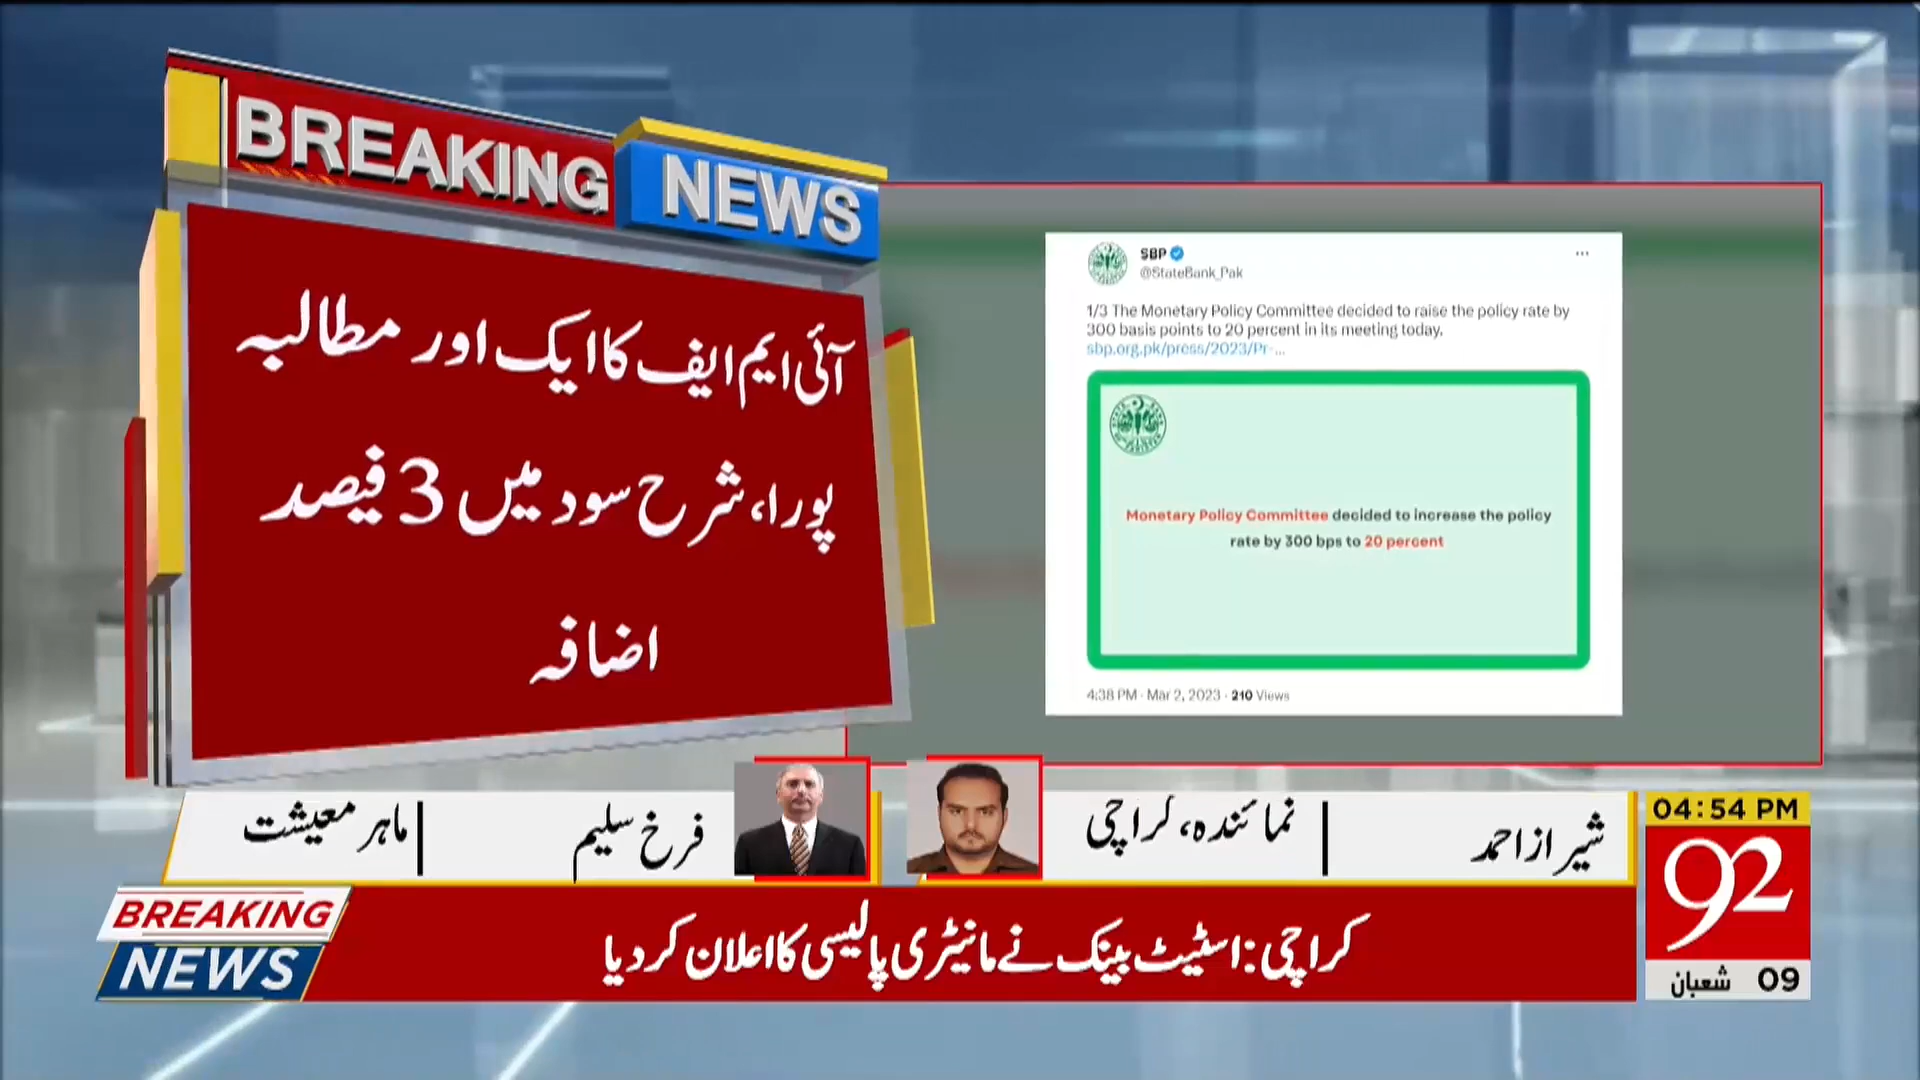 BREAKING NEWS
آئی ایم ایف کا ایک اور مطالبہ
پورا، شرح سود میں 3 فیصد
اضافہ
SBP
@StateBank_Pak
1/3 The Monetary Policy Committee decided to raise the policy rate by
300 basis points to 20 percent in its meeting today.
sbp.org.pk/press/2023/Pr-...
Monetary Policy Committee decided to increase the policy
rate by 300 bps to 20 percent
4:38 PM · Mar 2, 2023 · 210 Views
شیراز احمد | نمائندہ، کراچی
فرخ سلیم | ماہر معیشت
04:54 PM
92
09 شعبان
BREAKING
NEWS
کراچی: اسٹیٹ بینک نے مانیٹری پالیسی کا اعلان کر دیا